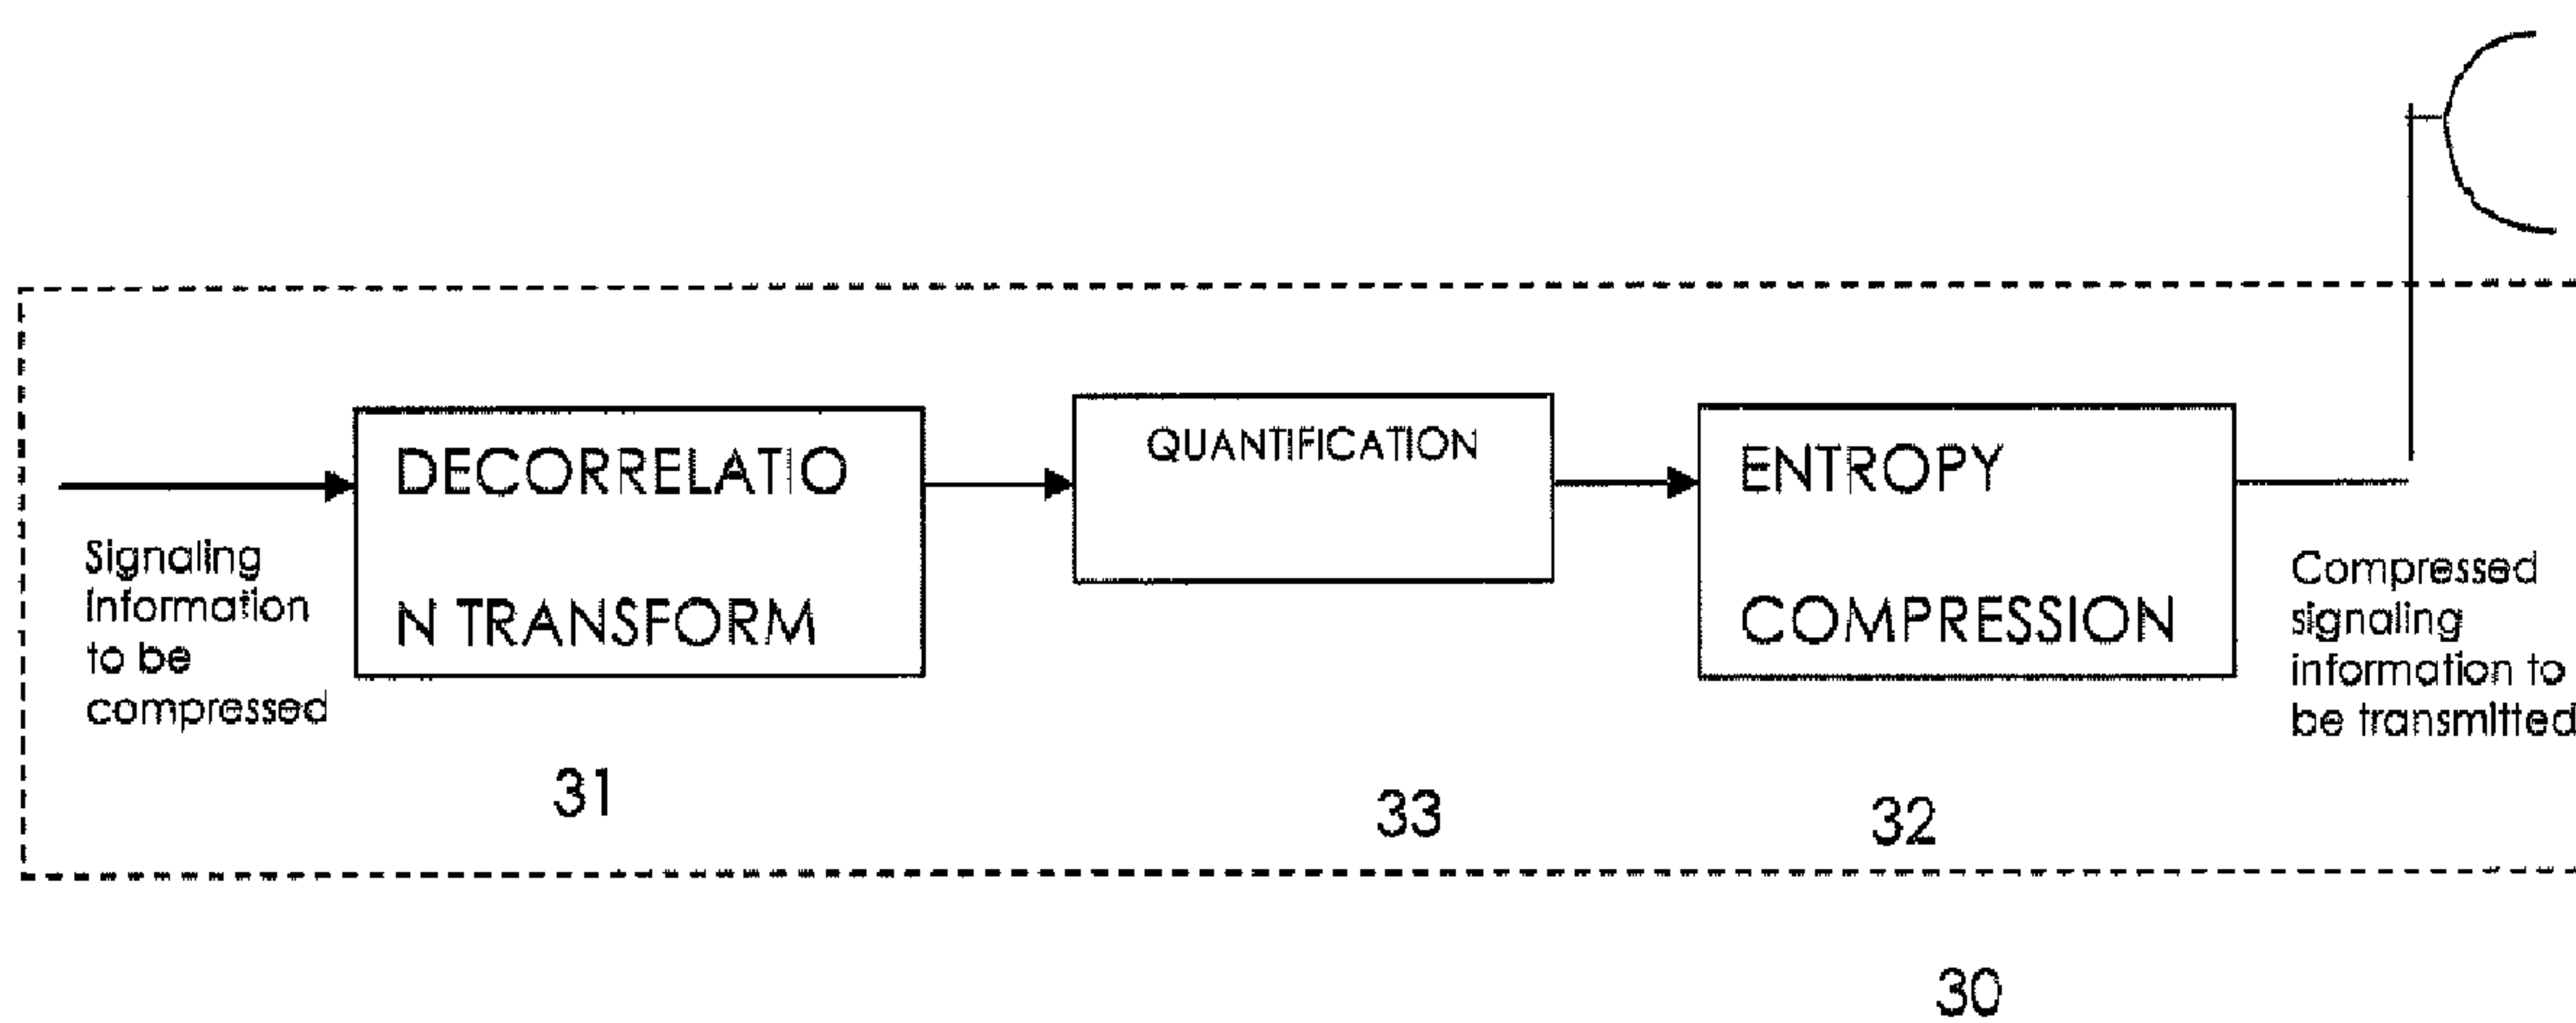 DECORRELATIO
N TRANSFORM
QUANTIFICATION
ENTROPY
COMPRESSION
Signaling
Information
to be
compressed
Compressed
signaling
information to
be transmitted
31
33
32
30